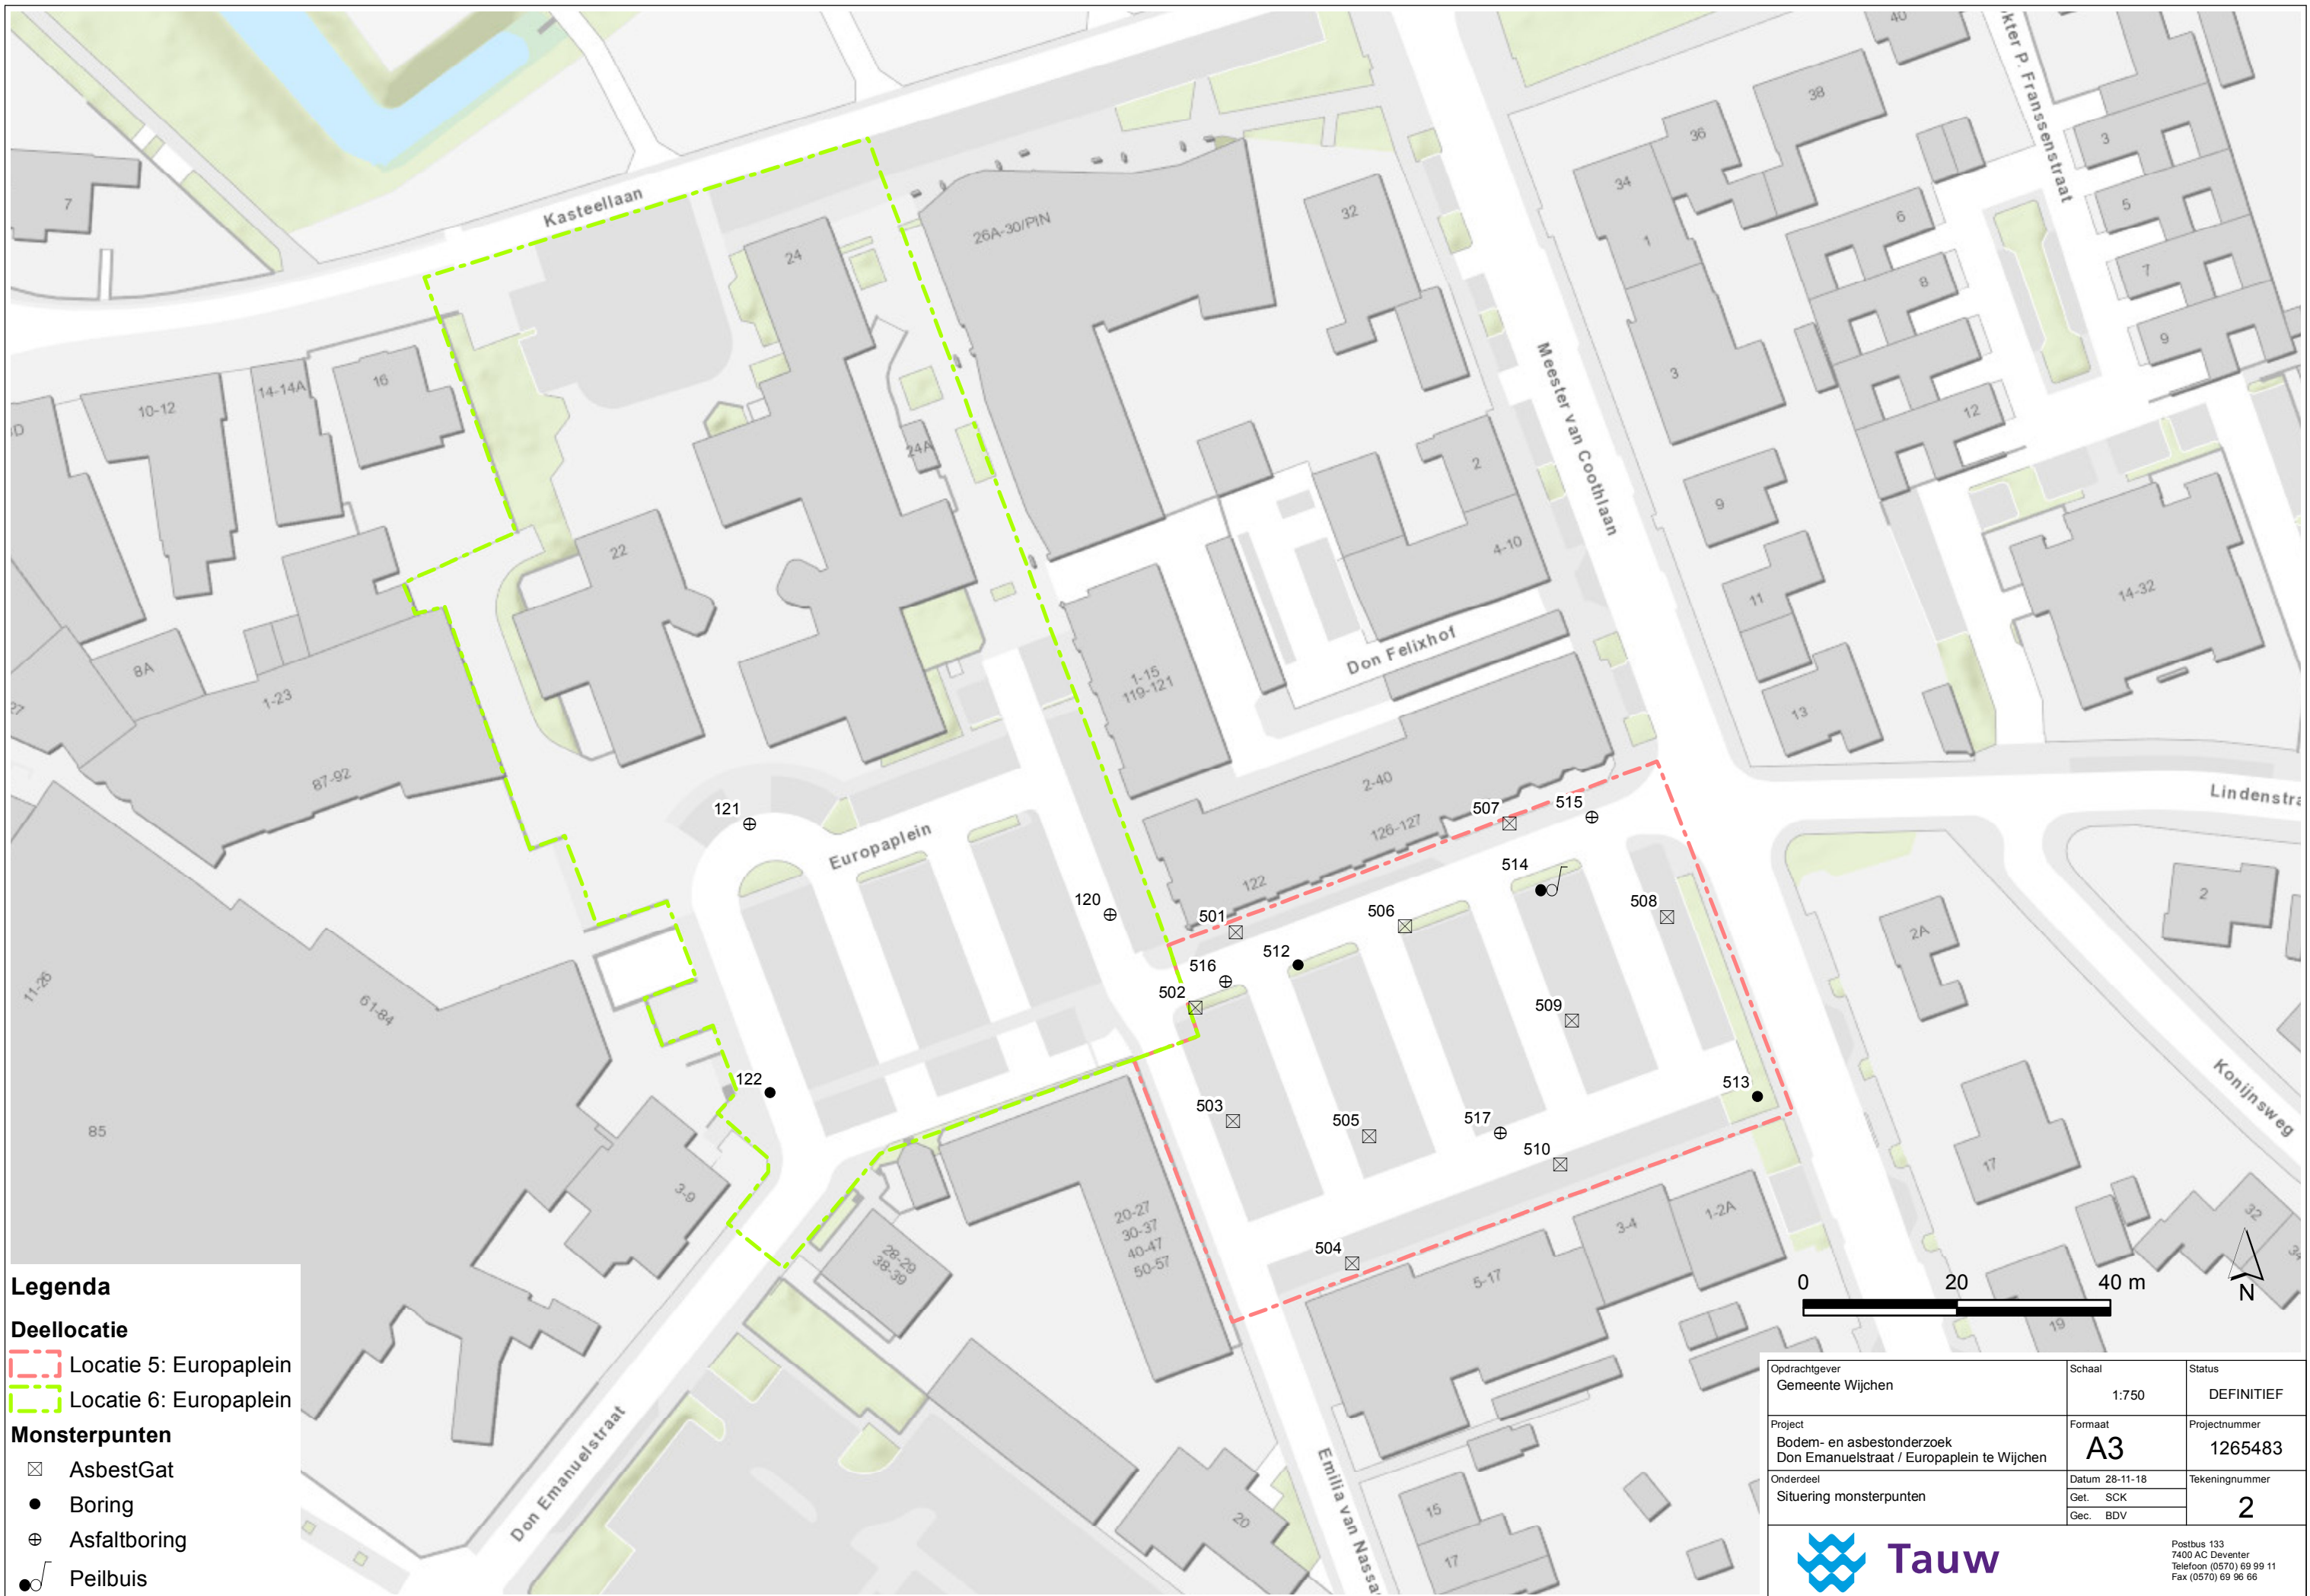 40
kter P. Franssenstraat
38
36
34
3
5
7
9
6
8
12
1
3
7
Kasteellaan
24
26A-30/PIN
32
Meester van Coothlaan
10-12
14-14A
16
24A
2
4-10
9
11
13
14-32
22
8A
1-23
87-92
27
1-15
119-121
Don Felixhof
2-40
126-127
122
Lindenstra
121
Europaplein
120
501
507
515
514
506
508
512
516
502
509
2
2A
11-26
61-84
85
122
503
505
517
510
513
504
Konijnsweg
17
32
3-9
20-27
30-37
40-47
50-57
28-29
38-39
5-17
3-4
1-2A
19
0 20 40 m
N
Don Emanuelstraat
20
Emilia van Nassa
15
17
Legenda
Deellocatie
Locatie 5: Europaplein
Locatie 6: Europaplein
Monsterpunten
AsbestGat
Boring
Asfaltboring
Peilbuis
Opdrachtgever
Gemeente Wijchen
Schaal
1:750
Status
DEFINITIEF
Project
Bodem- en asbestonderzoek
Don Emanuelstraat / Europaplein te Wijchen
Formaat
A3
Projectnummer
1265483
Onderdeel
Situering monsterpunten
Datum 28-11-18
Get. SCK
Gec. BDV
Tekeningnummer
2
Tauw
Postbus 133
7400 AC Deventer
Telefoon (0570) 69 99 11
Fax (0570) 69 96 66